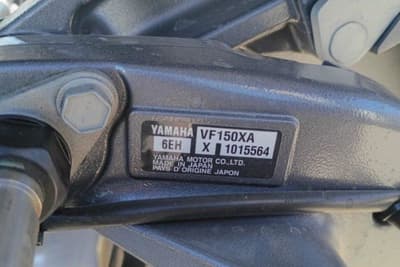 YAMAHA VF150XA
6EH X 1015564
YAMAHA MOTOR CO.,LTD.
MADE IN JAPAN
PAYS D'ORIGINE JAPON